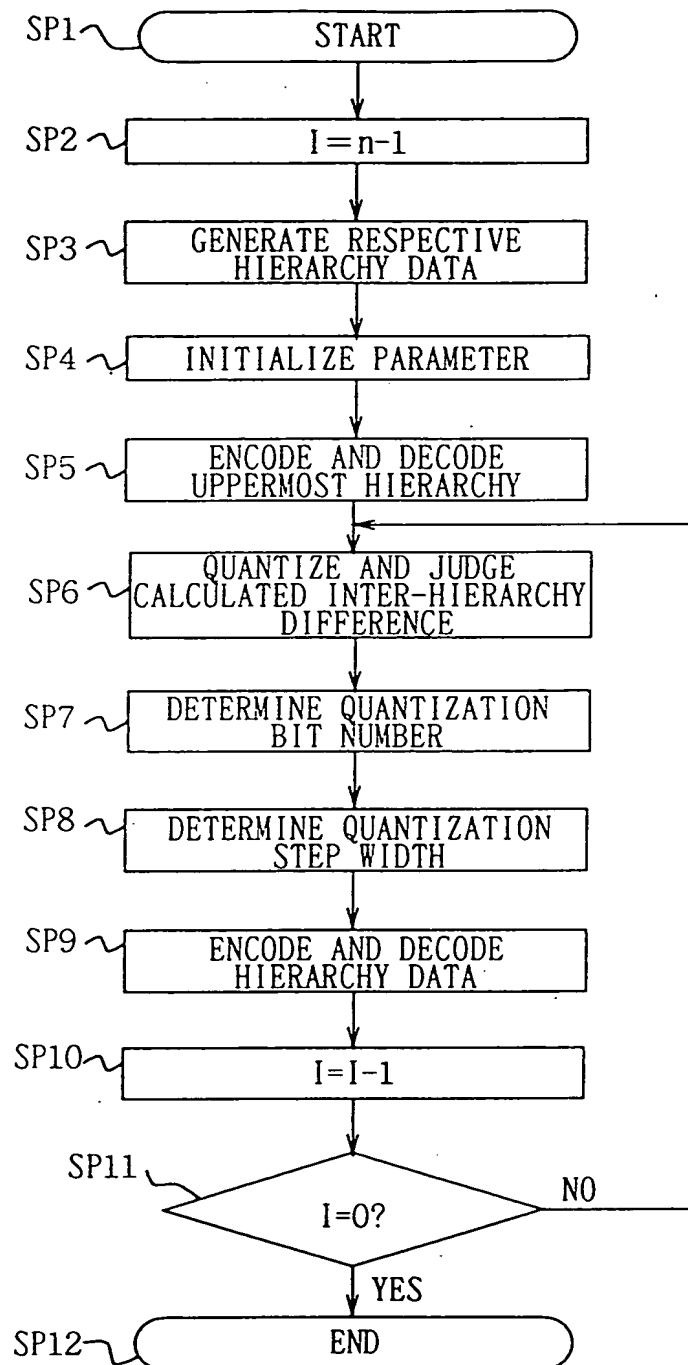 SP1
START
SP2
I=n-1
SP3
GENERATE RESPECTIVE
HIERARCHY DATA
SP4
INITIALIZE PARAMETER
SP5
ENCODE AND DECODE
UPPERMOST HIERARCHY
SP6
QUANTIZE AND JUDGE
CALCULATED INTER-HIERARCHY
DIFFERENCE
SP7
DETERMINE QUANTIZATION
BIT NUMBER
SP8
DETERMINE QUANTIZATION
STEP WIDTH
SP9
ENCODE AND DECODE
HIERARCHY DATA
SP10
I=I-1
SP11
I=0?
NO
YES
SP12
END